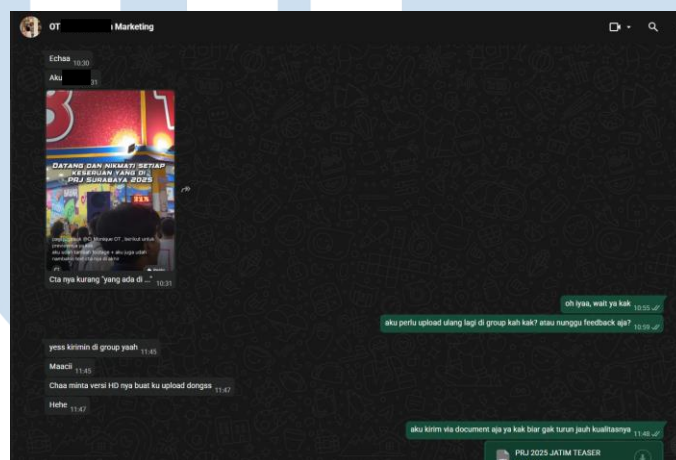 OT Marketing
Echaa 10:30
Aku 31
DATANG DAN NIKMATI SETIAP
KESERUAN YANG DI
PRJ SURABAYA 2025
Cta nya kurang "yang ada di ..." 10:31
oh iyaa, wait ya kak 10:55
aku perlu upload ulang lagi di group kah kak? atau nunggu feedback aja? 10:59
yess kirimin di group yaah 11:45
Maacii 11:45
Chaa minta versi HD nya buat ku upload dongss 11:47
Hehe 11:47
aku kirim via document aja ya kak biar gak turun jauh kualitasnya 11:48
PRJ 2025 JATIM TEASER